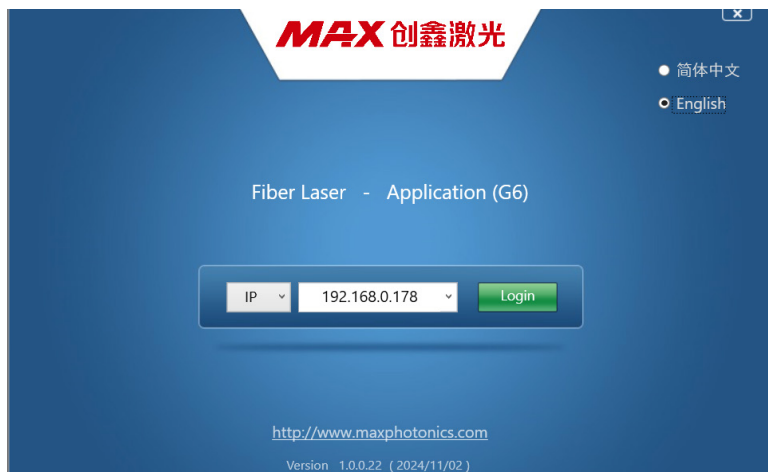 MAX 创鑫激光
x
简体中文
English
Fiber Laser - Application (G6)
IP 192.168.0.178 Login
http://www.maxphotonics.com
Version 1.0.0.22 ( 2024/11/02 )